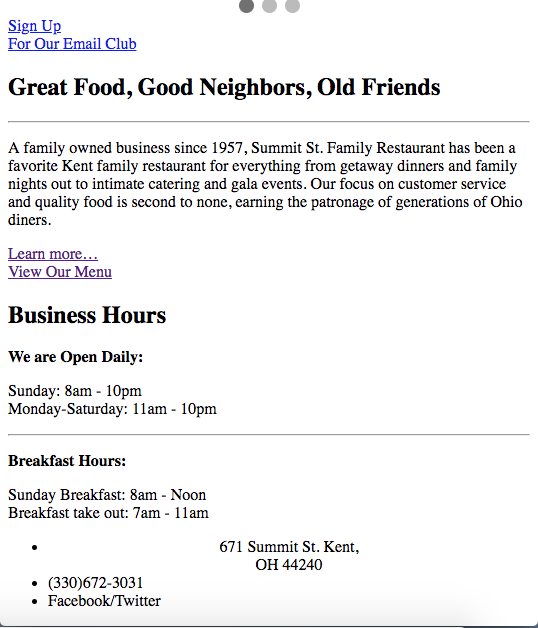 Sign Up
For Our Email Club
Great Food, Good Neighbors, Old Friends
A family owned business since 1957, Summit St. Family Restaurant has been a
favorite Kent family restaurant for everything from getaway dinners and family
nights out to intimate catering and gala events. Our focus on customer service
and quality food is second to none, earning the patronage of generations of Ohio
diners.
Learn more…
View Our Menu
Business Hours
We are Open Daily:
Sunday: 8am - 10pm
Monday-Saturday: 11am - 10pm
Breakfast Hours:
Sunday Breakfast: 8am - Noon
Breakfast take out: 7am - 11am
671 Summit St. Kent,
OH 44240
(330)672-3031
Facebook/Twitter